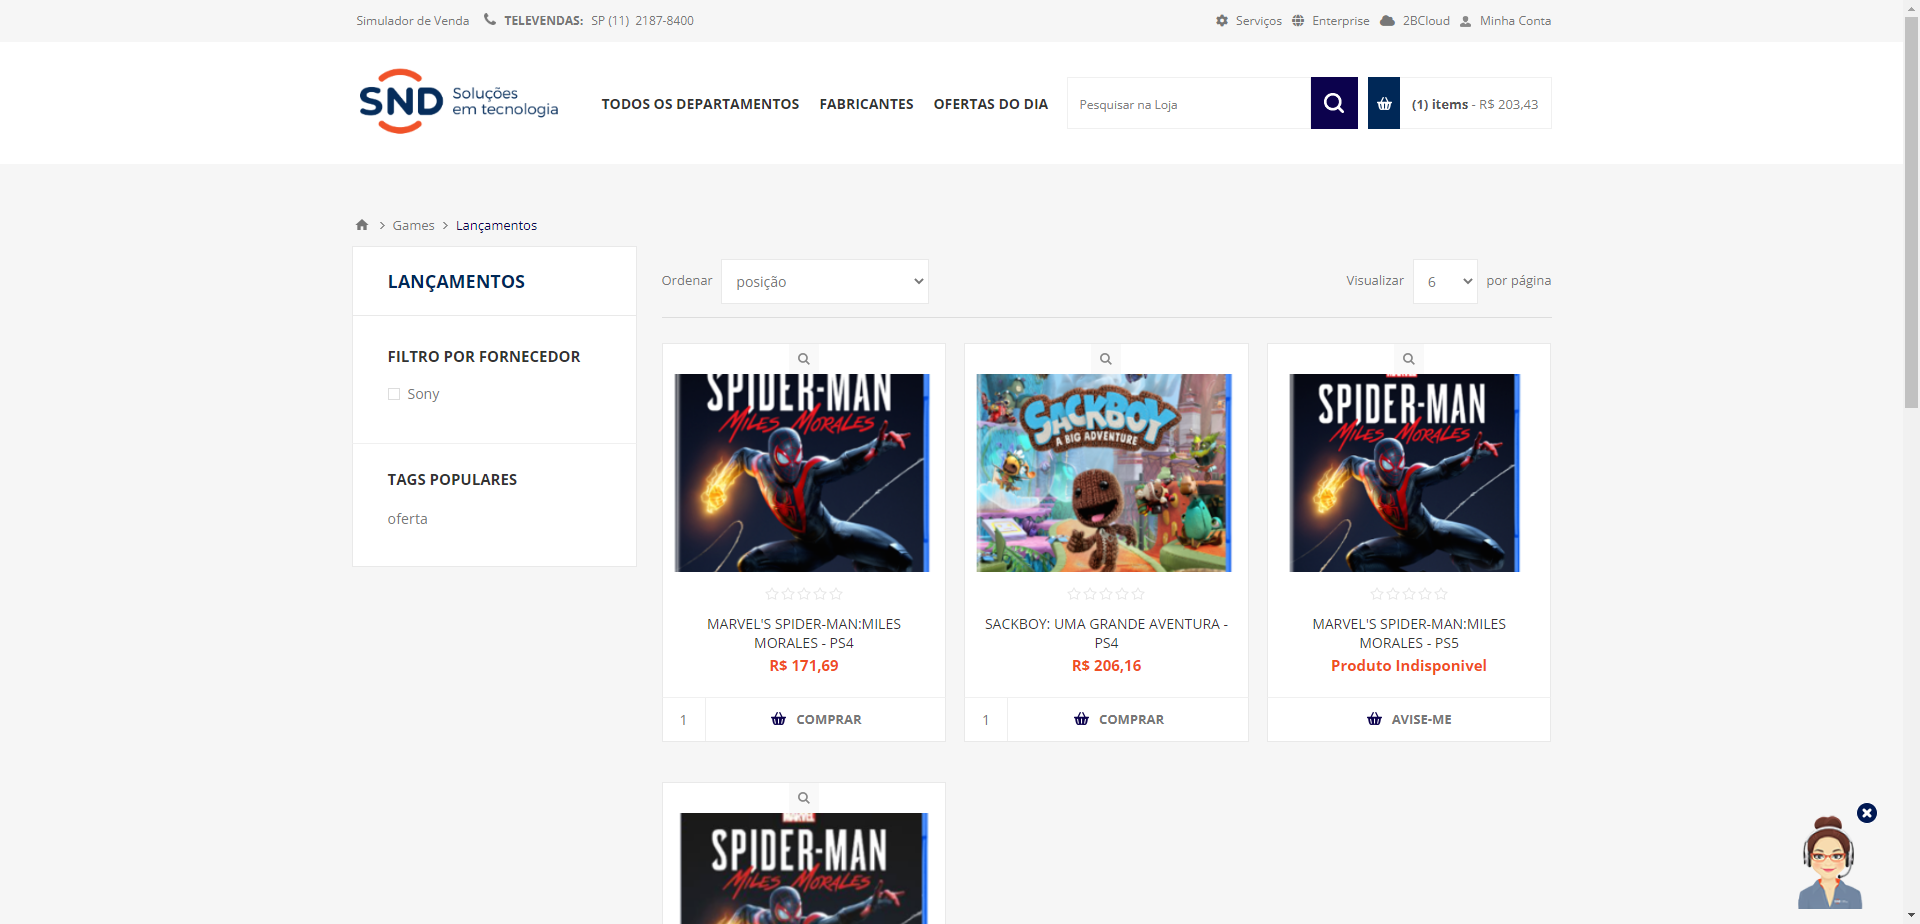 Simulador de Venda TELEVENDAS: SP (11) 2187-8400 Serviços Enterprise 2BCloud Minha Conta
SND Soluções em tecnologia
TODOS OS DEPARTAMENTOS FABRICANTES OFERTAS DO DIA Pesquisar na Loja (1) items - R$ 203,43
Games Lançamentos
LANÇAMENTOS
FILTRO POR FORNECEDOR
Sony
TAGS POPULARES
oferta
Ordenar posição Visualizar 6 por página
SPIDER-MAN
MILES MORALES
MARVEL'S SPIDER-MAN:MILES
MORALES - PS4
R$ 171,69
1 COMPRAR
SACKBOY
A BIG ADVENTURE
SACKBOY: UMA GRANDE AVENTURA -
PS4
R$ 206,16
1 COMPRAR
SPIDER-MAN
MILES MORALES
MARVEL'S SPIDER-MAN:MILES
MORALES - PS5
Produto Indisponivel
AVISE-ME
MARVEL
SPIDER-MAN
MILES MORALES